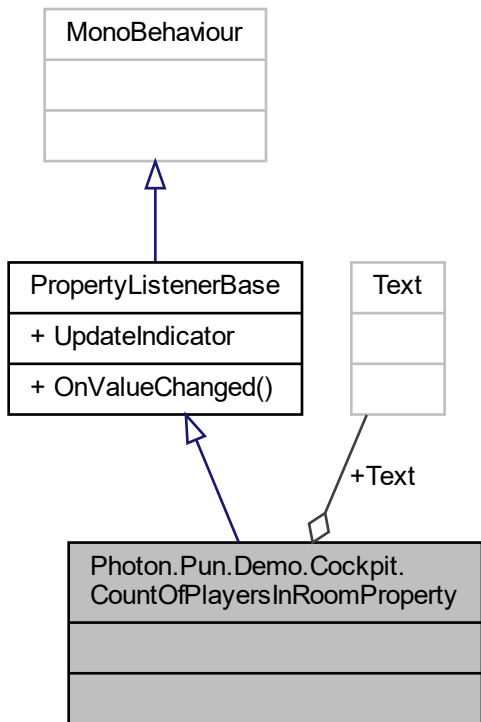 MonoBehaviour
PropertyListenerBase
+ UpdateIndicator
+ OnValueChanged()
Text
+Text
Photon.Pun.Demo.Cockpit.
CountOfPlayersInRoomProperty